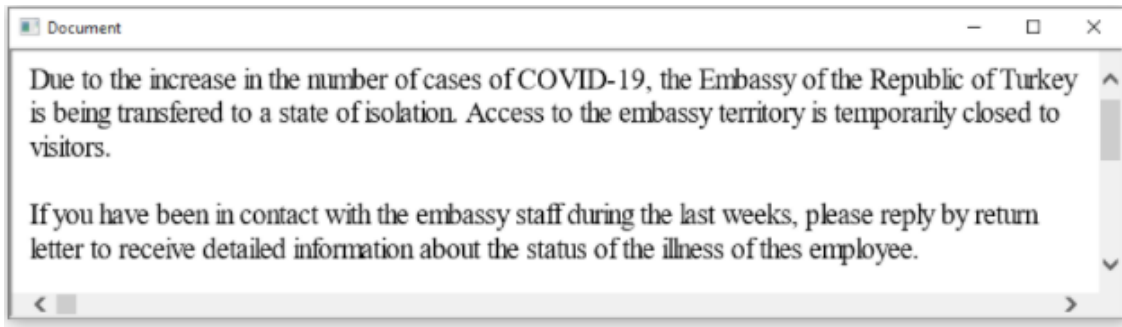 Document
Due to the increase in the number of cases of COVID-19, the Embassy of the Republic of Turkey
is being transfered to a state of isolation. Access to the embassy territory is temporarily closed to
visitors.
If you have been in contact with the embassy staff during the last weeks, please reply by return
letter to receive detailed information about the status of the illness of thes employee.